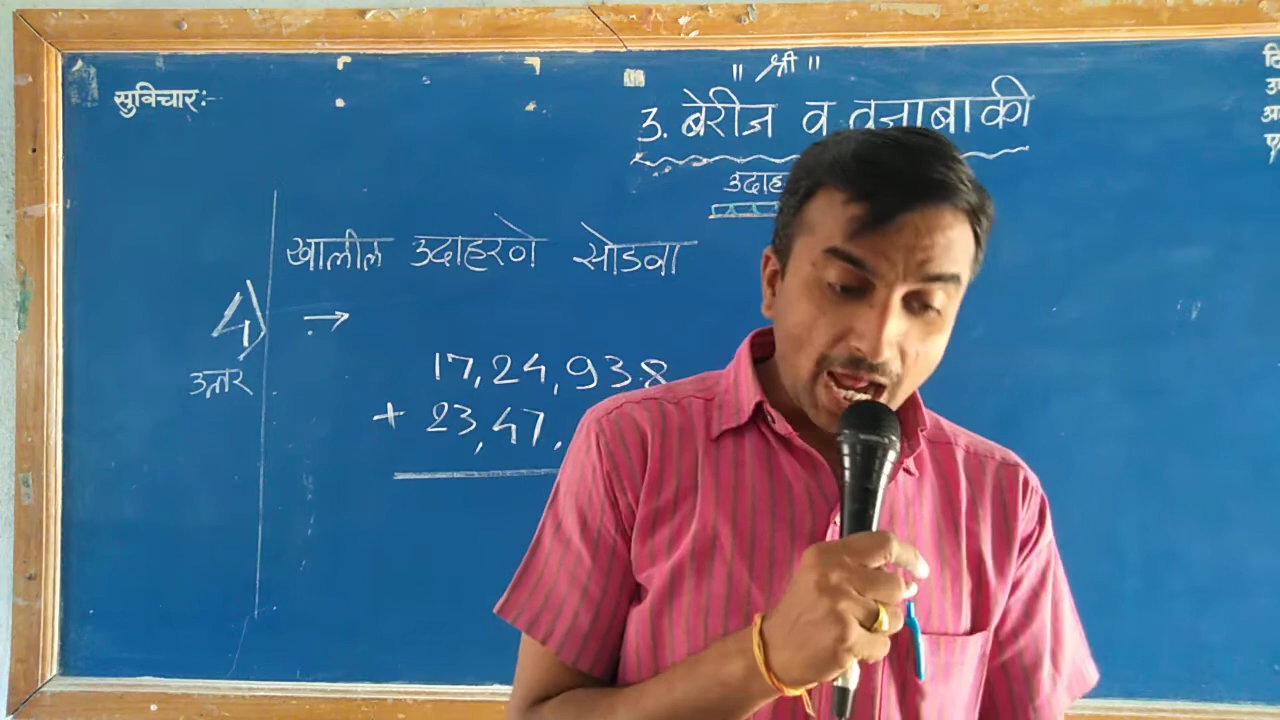 ॥ श्री ॥
सुविचार:-
3. बेरीज व वजाबाकी
खालील उदाहरणे सोडवा
4) →
उत्तर
17,24,938
+ 23,47,